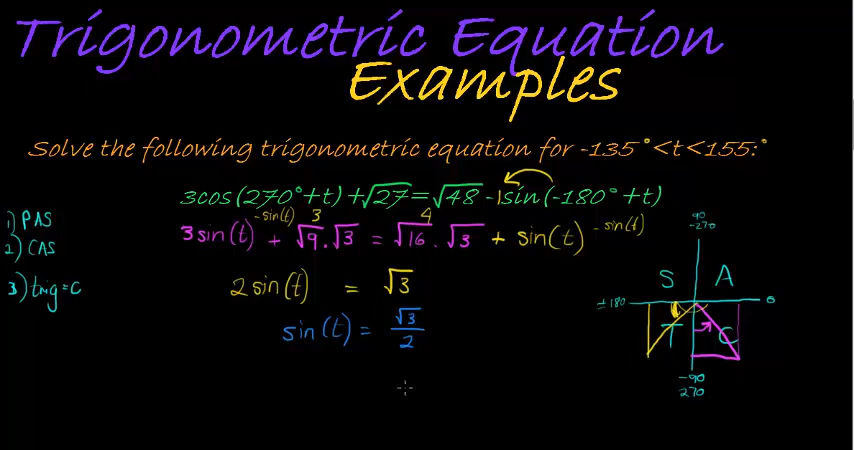 Trigonometric Equation
Examples
Solve the following trigonometric equation for -135°<t<155:°
3cos(270°+t)+√27=√48 -1sin(-180°+t)
1) PAS
2) CAS
3) trig=C
-sin(t) 3 4 -sin(t)
3sin(t) + √9.√3 = √16.√3 + sin(t)
2sin(t) = √3
sin(t) = √3/2
90
-270
S A
±180 0
T C
-90
270